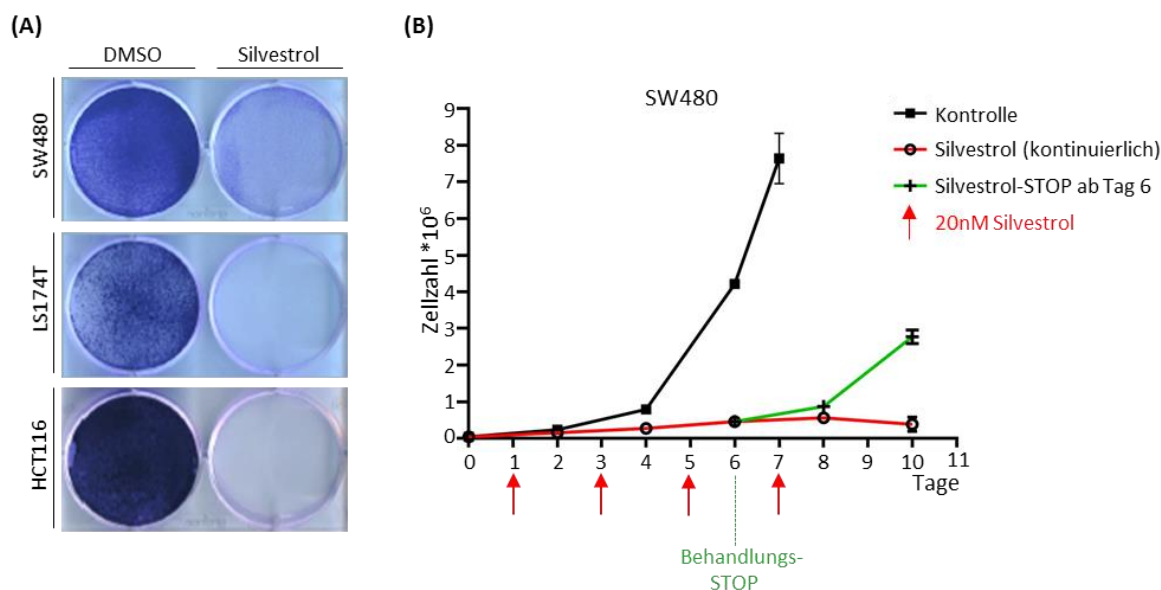 (A)
DMSO
Silvestrol
SW480
LS174T
HCT116
(B)
SW480
Kontrolle
Silvestrol (kontinuierlich)
Silvestrol-STOP ab Tag 6
20nM Silvestrol
Zellzahl *10⁶
9
8
7
6
5
4
3
2
1
0
0 1 2 3 4 5 6 7 8 9 10 11
Tage
Behandlungs-
STOP